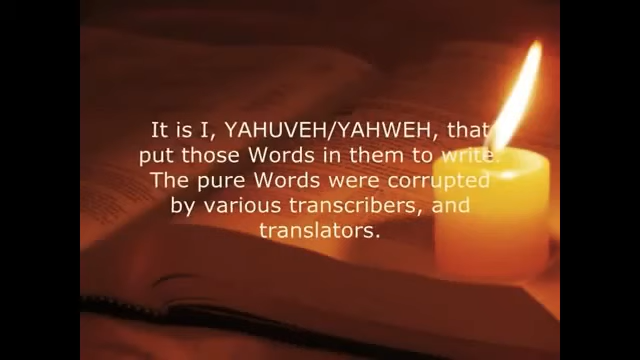 It is I, YAHUVEH/YAHWEH, that
put those Words in them to write.
The pure Words were corrupted
by various transcribers, and
translators.